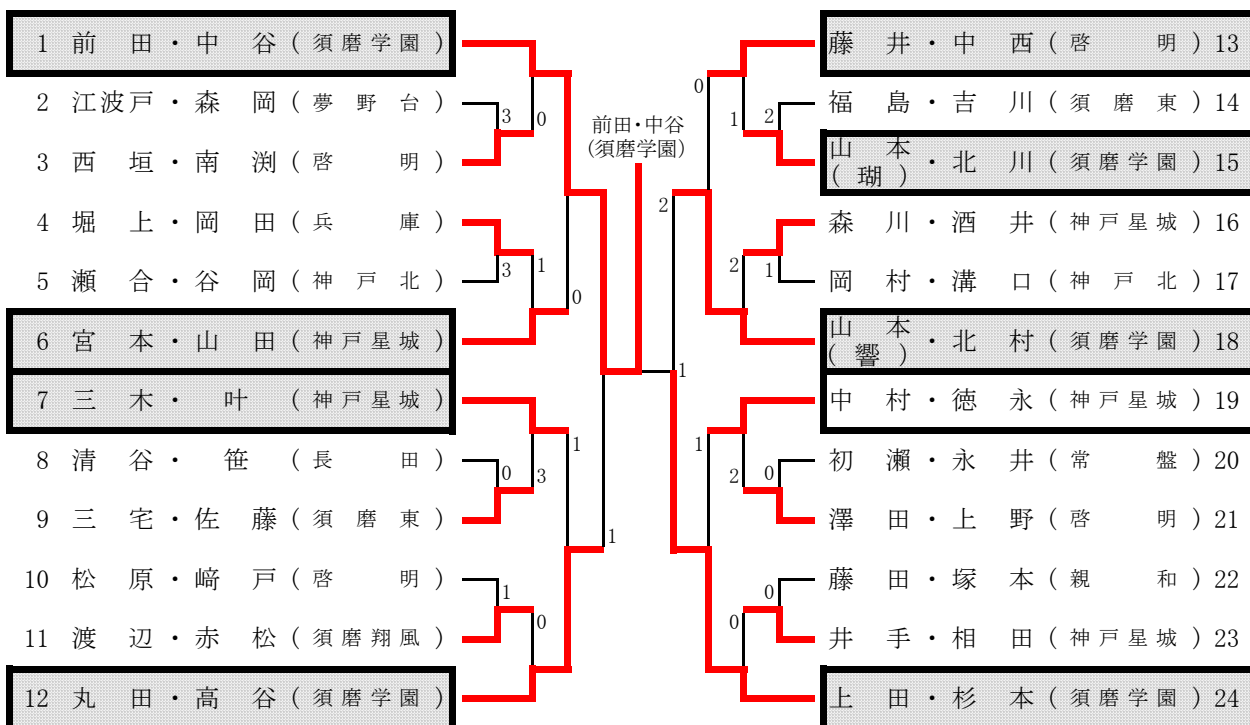 1 前田・中谷(須磨学園)
2 江波戸・森岡(夢野台)
3 西垣・南渕(啓明)
4 堀上・岡田(兵庫)
5 瀬合・谷岡(神戸北)
6 宮本・山田(神戸星城)
7 三木・叶(神戸星城)
8 清谷・笹(長田)
9 三宅・佐藤(須磨東)
10 松原・﨑戸(啓明)
11 渡辺・赤松(須磨翔風)
12 丸田・高谷(須磨学園)
3
0
3
1
0
0
3
1
1
0
1
前田・中谷
(須磨学園)
1
0
1
2
2
2
1
1
2
0
0
0
藤井・中西(啓明)13
福島・吉川(須磨東)14
山本(瑚)・北川(須磨学園)15
森川・酒井(神戸星城)16
岡村・溝口(神戸北)17
山本(響)・北村(須磨学園)18
中村・徳永(神戸星城)19
初瀬・永井(常盤)20
澤田・上野(啓明)21
藤田・塚本(親和)22
井手・相田(神戸星城)23
上田・杉本(須磨学園)24